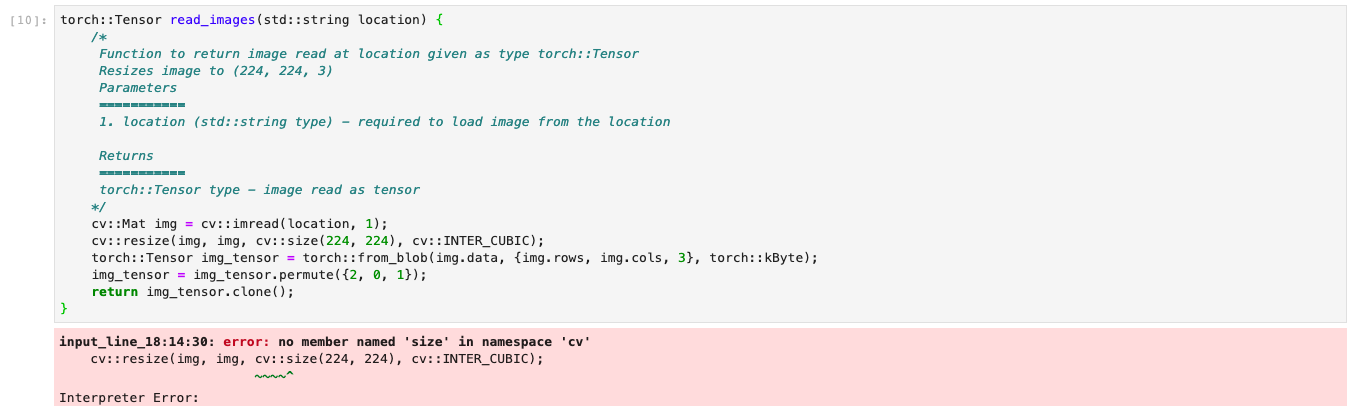 [10]: torch::Tensor read_images(std::string location) {
    /*
     Function to return image read at location given as type torch::Tensor
     Resizes image to (224, 224, 3)
     Parameters
     ===========
     1. location (std::string type) - required to load image from the location

     Returns
     ===========
     torch::Tensor type - image read as tensor
    */
    cv::Mat img = cv::imread(location, 1);
    cv::resize(img, img, cv::size(224, 224), cv::INTER_CUBIC);
    torch::Tensor img_tensor = torch::from_blob(img.data, {img.rows, img.cols, 3}, torch::kByte);
    img_tensor = img_tensor.permute({2, 0, 1});
    return img_tensor.clone();
}
input_line_18:14:30: error: no member named 'size' in namespace 'cv'
    cv::resize(img, img, cv::size(224, 224), cv::INTER_CUBIC);
                         ~~~~^
Interpreter Error: